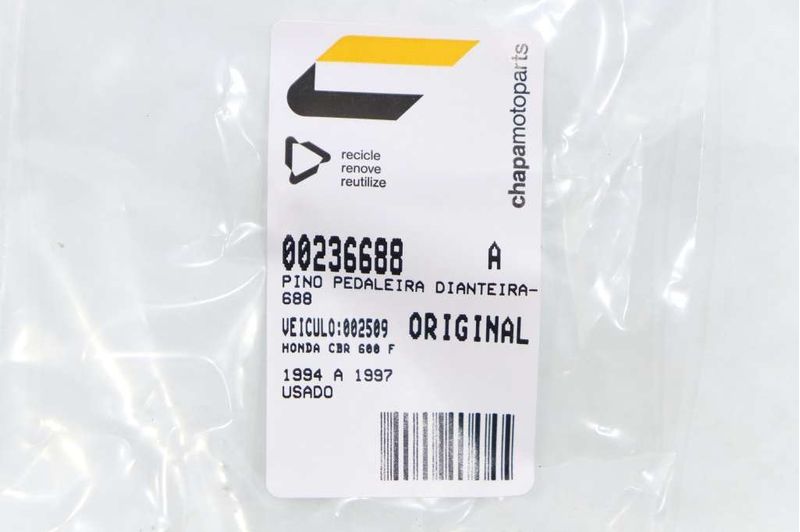 chapamotoparts
recicle
renove
reutilize
00236688 A
PINO PEDALEIRA DIANTEIRA-
688
VEICULO:002509 ORIGINAL
HONDA CBR 600 F
1994 A 1997
USADO